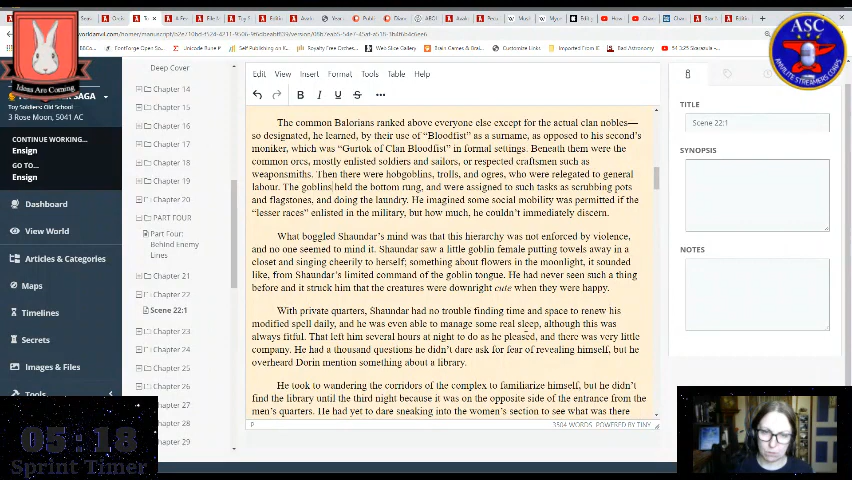 Ideas Are Coming
SAGA
Toy Soldiers: Old School
3 Rose Moon, 5041 AC
CONTINUE WORKING...
Ensign
GO TO...
Ensign
Dashboard
View World
Articles & Categories
Maps
Timelines
Secrets
Images & Files
Tools
Deep Cover
Chapter 14
Chapter 15
Chapter 16
Chapter 17
Chapter 18
Chapter 19
Chapter 20
PART FOUR
Part Four:
Behind Enemy
Lines
Chapter 21
Chapter 22
Scene 22:1
Chapter 23
Chapter 24
Chapter 25
Chapter 26
Chapter 27
Chapter 28
Chapter 29
Edit View Insert Format Tools Table Help
B I U S
The common Balorians ranked above everyone else except for the actual clan nobles—
so designated, he learned, by their use of “Bloodfist” as a surname, as opposed to his second’s
moniker, which was “Gurtok of Clan Bloodfist” in formal settings. Beneath them were the
common orcs, mostly enlisted soldiers and sailors, or respected craftsmen such as
weaponsmiths. Then there were hobgoblins, trolls, and ogres, who were relegated to general
labour. The goblins held the bottom rung, and were assigned to such tasks as scrubbing pots
and flagstones, and doing the laundry. He imagined some social mobility was permitted if the
“lesser races” enlisted in the military, but how much, he couldn’t immediately discern.
What boggled Shaundar’s mind was that this hierarchy was not enforced by violence,
and no one seemed to mind it. Shaundar saw a little goblin female putting towels away in a
closet and singing cheerily to herself; something about flowers in the moonlight, it sounded
like, from Shaundar’s limited command of the goblin tongue. He had never seen such a thing
before and it struck him that the creatures were downright cute when they were happy.
With private quarters, Shaundar had no trouble finding time and space to renew his
modified spell daily, and he was even able to manage some real sleep, although this was
always fitful. That left him several hours at night to do as he pleased, and there was very little
company. He had a thousand questions he didn’t dare ask for fear of revealing himself, but he
overheard Dorin mention something about a library.
He took to wandering the corridors of the complex to familiarize himself, but he didn’t
find the library until the third night because it was on the opposite side of the entrance from the
men’s quarters. He had yet to dare sneaking into the women’s section to see what was there
P
3504 WORDS POWERED BY TINY
TITLE
Scene 22:1
SYNOPSIS
NOTES
ASC
ANVILITE STREAMERS CORPS
05:18
Sprint Timer